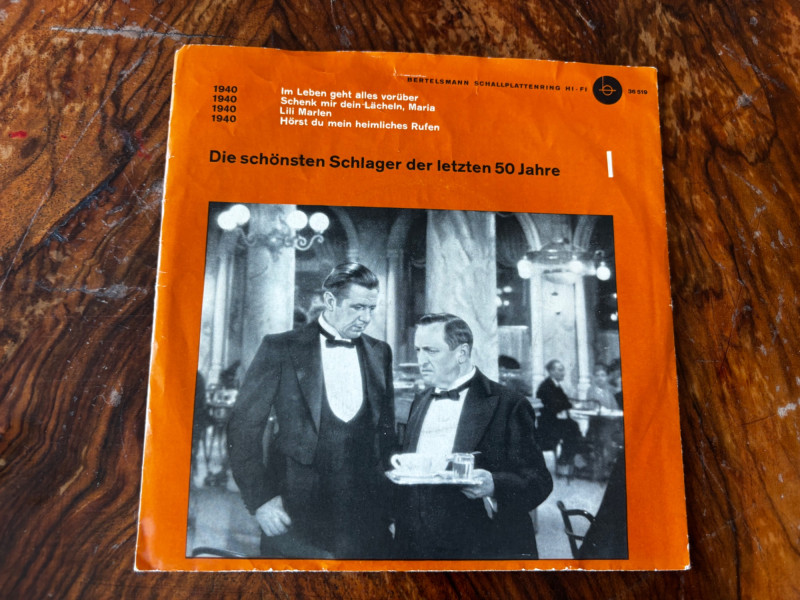 BERTELSMANN SCHALLPLATTENRING HI-FI
1940 Im Leben geht alles vorüber
1940 Schenk mir dein Lächeln, Maria
1940 Lili Marlen
1940 Hörst du mein heimliches Rufen
Die schönsten Schlager der letzten 50 Jahre I